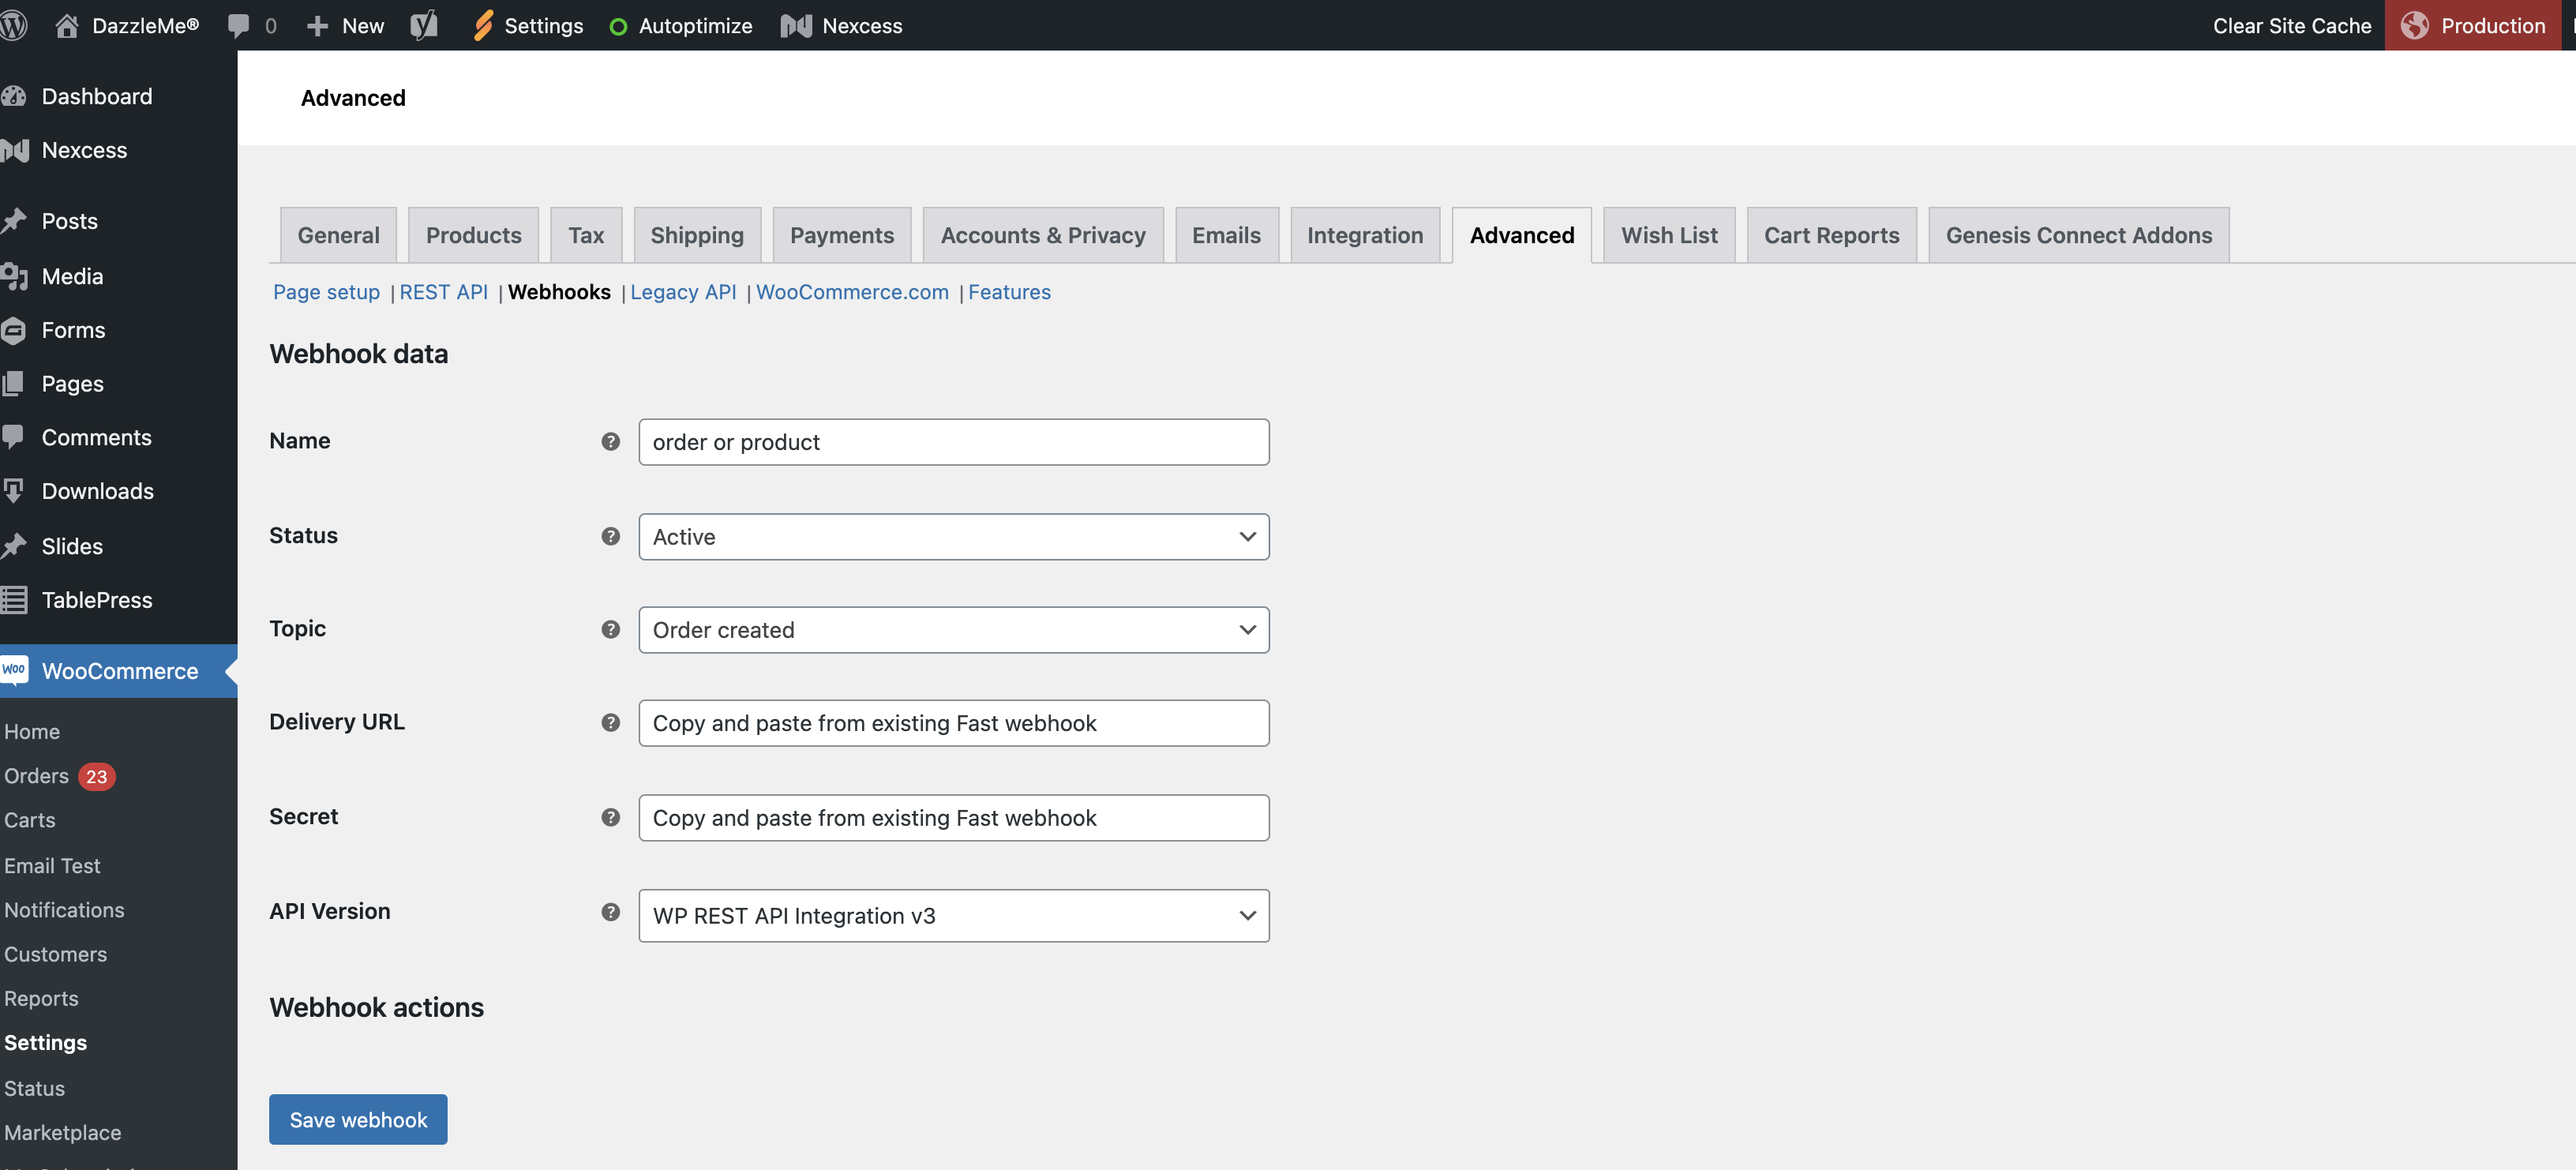 DazzleMe® 0 New Settings Autoptimize Nexcess Clear Site Cache Production
Dashboard
Nexcess
Posts
Media
Forms
Pages
Comments
Downloads
Slides
TablePress
Woo WooCommerce
Home
Orders 23
Carts
Email Test
Notifications
Customers
Reports
Settings
Status
Marketplace
Advanced
General Products Tax Shipping Payments Accounts & Privacy Emails Integration Advanced Wish List Cart Reports Genesis Connect Addons
Page setup | REST API | Webhooks | Legacy API | WooCommerce.com | Features
Webhook data
Name ? order or product
Status ? Active
Topic ? Order created
Delivery URL ? Copy and paste from existing Fast webhook
Secret ? Copy and paste from existing Fast webhook
API Version ? WP REST API Integration v3
Webhook actions
Save webhook